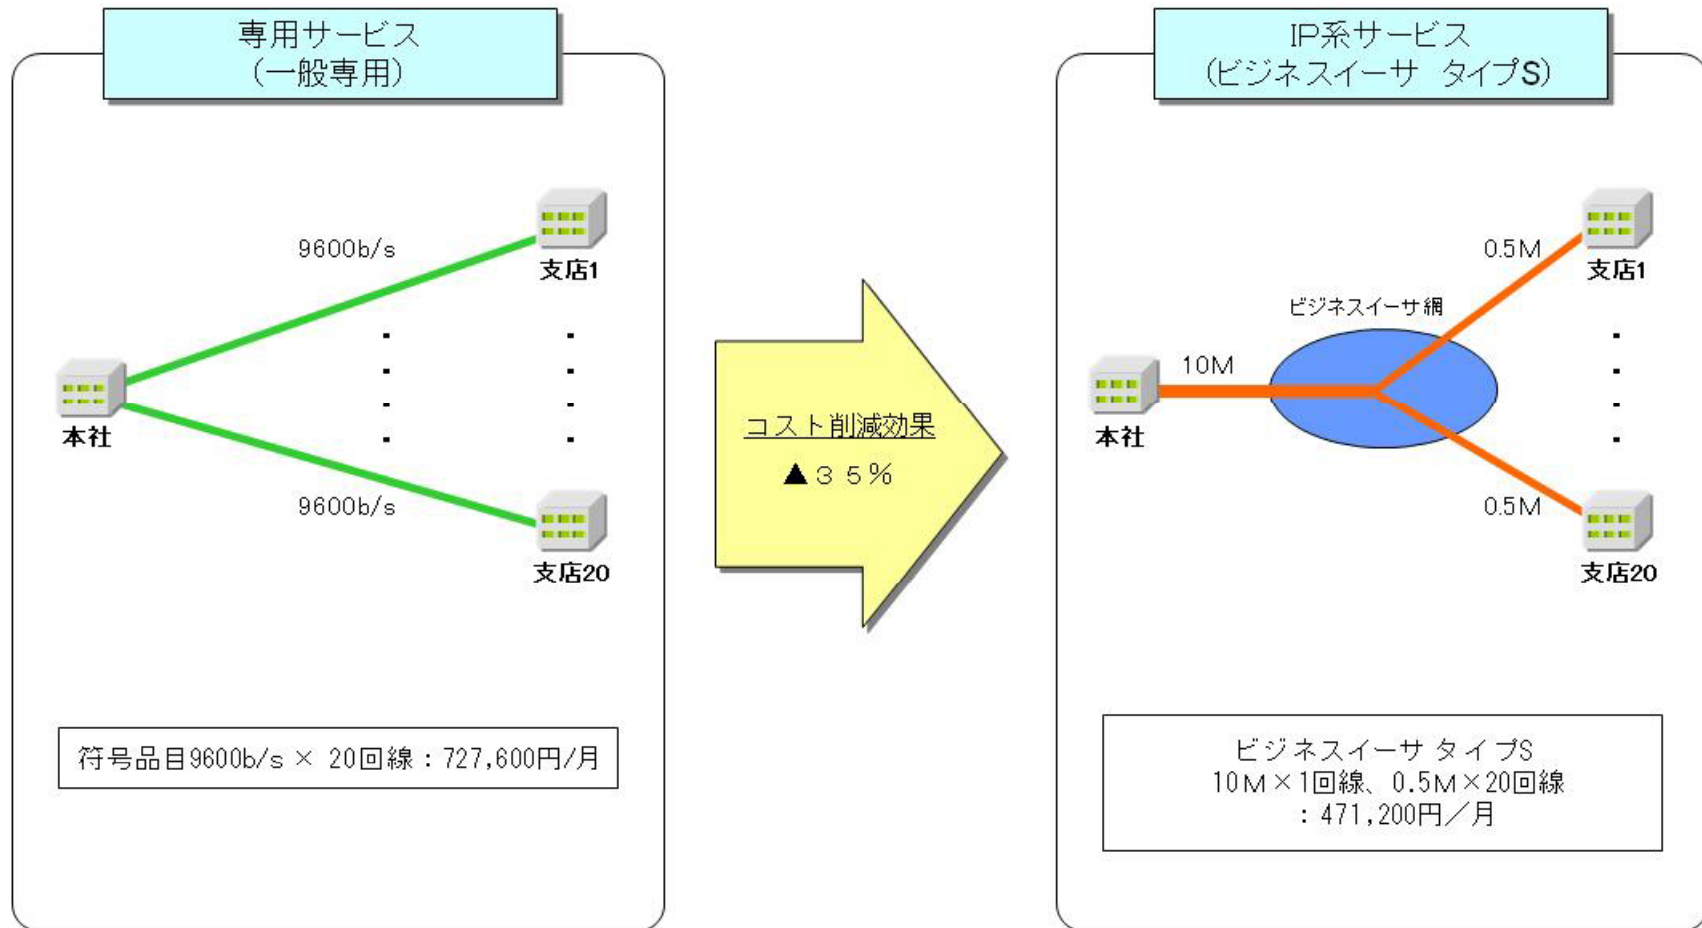 専用サービス
(一般専用)
9600b/s
支店1
本社
9600b/s
支店20
符号品目9600b/s × 20回線：727,600円/月
コスト削減効果
▲３５％
IP系サービス
(ビジネスイーサ タイプS)
0.5M
支店1
ビジネスイーサ網
10M
本社
0.5M
支店20
ビジネスイーサ タイプS
10M×1回線、0.5M×20回線
：471,200円／月